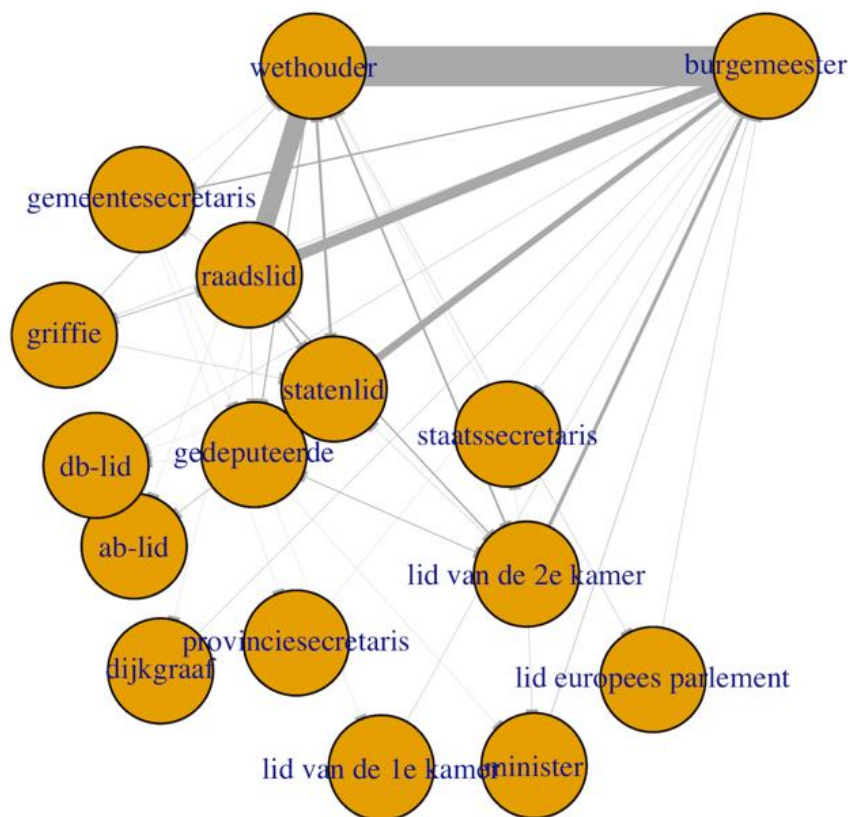 wethouder
burgemeester
gemeentesecretaris
raadslid
griffie
statenlid
staatssecretaris
gedeputeerde
db-lid
ab-lid
lid van de 2e kamer
provinciesecretaris
dijkgraaf
lid europees parlement
lid van de 1e kamer
minister